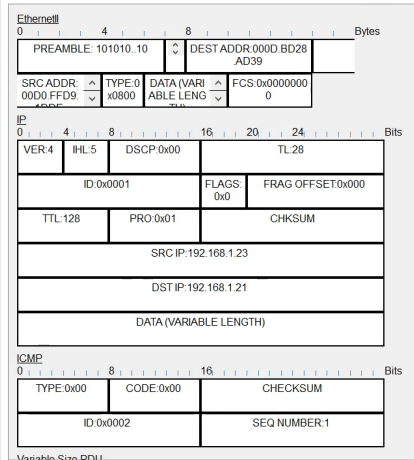 EthernetII
0 4 8 Bytes
PREAMBLE: 101010..10
DEST ADDR:000D.BD28
.AD39
SRC ADDR:
00D0.FFD9.
TYPE:0
x0800
DATA (VARI
ABLE LENG
TH)
FCS:0x0000000
0
IP
0 4 8 16 20 24 Bits
VER:4 IHL:5 DSCP:0x00 TL:28
ID:0x0001 FLAGS:
0x0
FRAG OFFSET:0x000
TTL:128 PRO:0x01 CHKSUM
SRC IP:192.168.1.23
DST IP:192.168.1.21
DATA (VARIABLE LENGTH)
ICMP
0 8 16 Bits
TYPE:0x00 CODE:0x00 CHECKSUM
ID:0x0002 SEQ NUMBER:1
Variable Size PDU